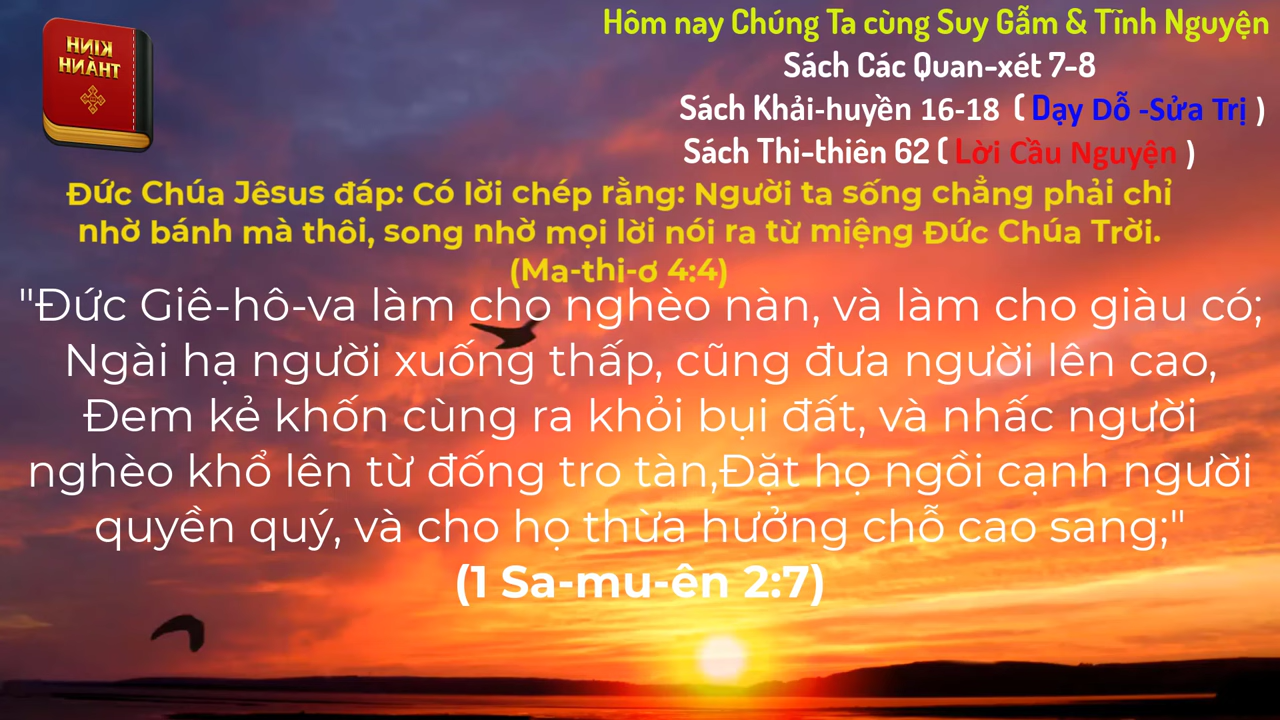 KINH
THÁNH
Hôm nay Chúng Ta cùng Suy Gẫm & Tĩnh Nguyện
Sách Các Quan-xét 7-8
Sách Khải-huyền 16-18 ( Dạy Dỗ -Sửa Trị )
Sách Thi-thiên 62 ( Lời Cầu Nguyện )
Đức Chúa Jêsus đáp: Có lời chép rằng: Người ta sống chẳng phải chỉ
nhờ bánh mà thôi, song nhờ mọi lời nói ra từ miệng Đức Chúa Trời.
(Ma-thi-ơ 4:4)
"Đức Giê-hô-va làm cho nghèo nàn, và làm cho giàu có;
Ngài hạ người xuống thấp, cũng đưa người lên cao,
Đem kẻ khốn cùng ra khỏi bụi đất, và nhấc người
nghèo khổ lên từ đống tro tàn,Đặt họ ngồi cạnh người
quyền quý, và cho họ thừa hưởng chỗ cao sang;"
(1 Sa-mu-ên 2:7)